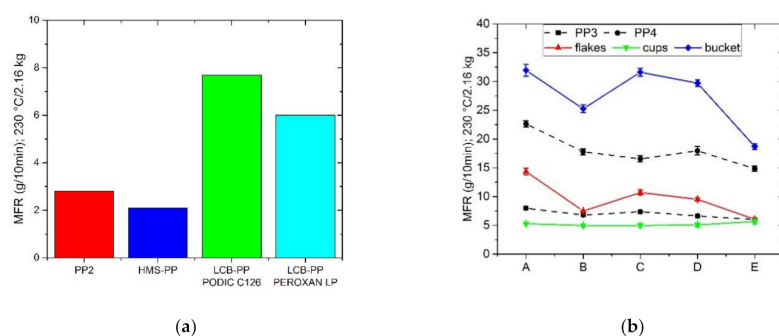 MFR (g/10min); 230 °C/2.16 kg
10
8
6
4
2
0
PP2
HMS-PP
LCB-PP
PODIC C126
LCB-PP
PEROXAN LP
(a)
MFR (g/10min); 230 °C/2.16 kg
40
35
30
25
20
15
10
5
0
PP3
PP4
flakes
cups
bucket
A
B
C
D
E
(b)